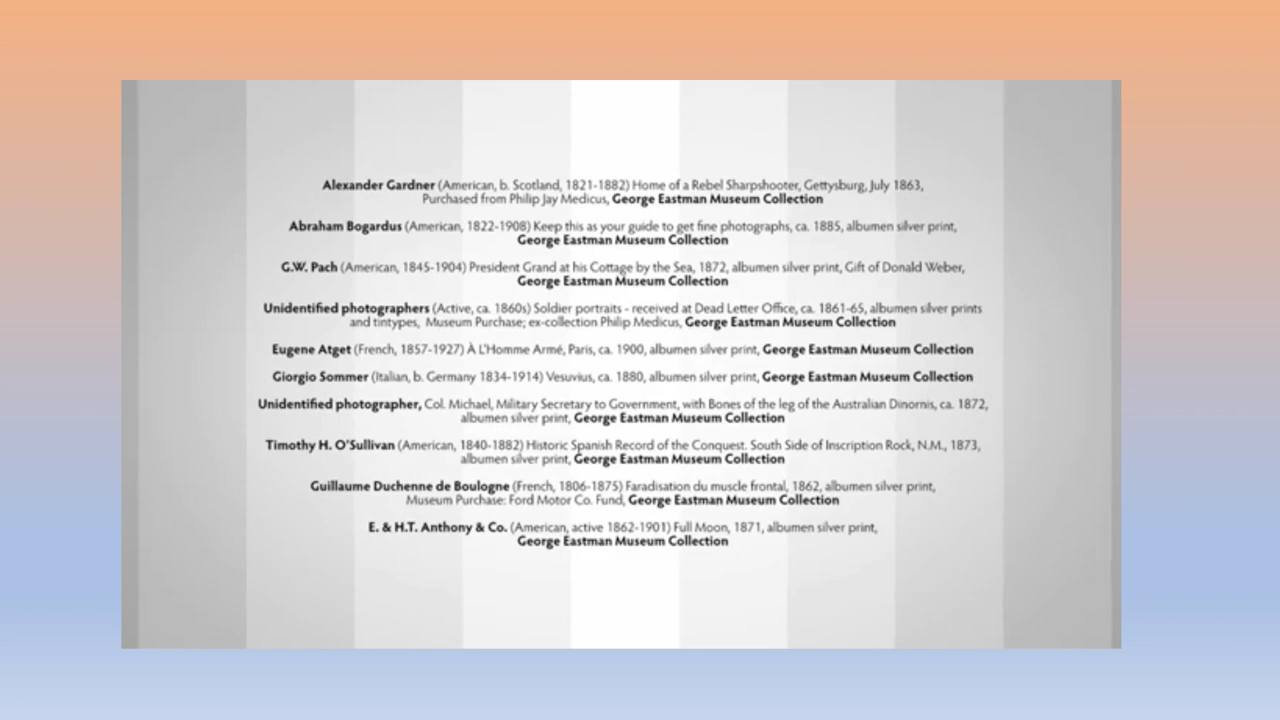 Alexander Gardner (American, b. Scotland, 1821-1882) Home of a Rebel Sharpshooter, Gettysburg, July 1863,
Purchased from Philip Jay Medicus, George Eastman Museum Collection
Abraham Bogardus (American, 1822-1908) Keep this as your guide to get fine photographs, ca. 1885, albumen silver print,
George Eastman Museum Collection
G.W. Pach (American, 1845-1904) President Grand at his Cottage by the Sea, 1872, albumen silver print, Gift of Donald Weber,
George Eastman Museum Collection
Unidentified photographers (Active, ca. 1860s) Soldier portraits - received at Dead Letter Office, ca. 1861-65, albumen silver prints
and tintypes, Museum Purchase; ex-collection Philip Medicus, George Eastman Museum Collection
Eugene Atget (French, 1857-1927) À L'Homme Armé, Paris, ca. 1900, albumen silver print, George Eastman Museum Collection
Giorgio Sommer (Italian, b. Germany 1834-1914) Vesuvius, ca. 1880, albumen silver print, George Eastman Museum Collection
Unidentified photographer, Col. Michael, Military Secretary to Government, with Bones of the leg of the Australian Dinornis, ca. 1872,
albumen silver print, George Eastman Museum Collection
Timothy H. O'Sullivan (American, 1840-1882) Historic Spanish Record of the Conquest. South Side of Inscription Rock, N.M., 1873,
albumen silver print, George Eastman Museum Collection
Guillaume Duchenne de Boulogne (French, 1806-1875) Faradisation du muscle frontal, 1862, albumen silver print,
Museum Purchase: Ford Motor Co. Fund, George Eastman Museum Collection
E. & H.T. Anthony & Co. (American, active 1862-1901) Full Moon, 1871, albumen silver print,
George Eastman Museum Collection